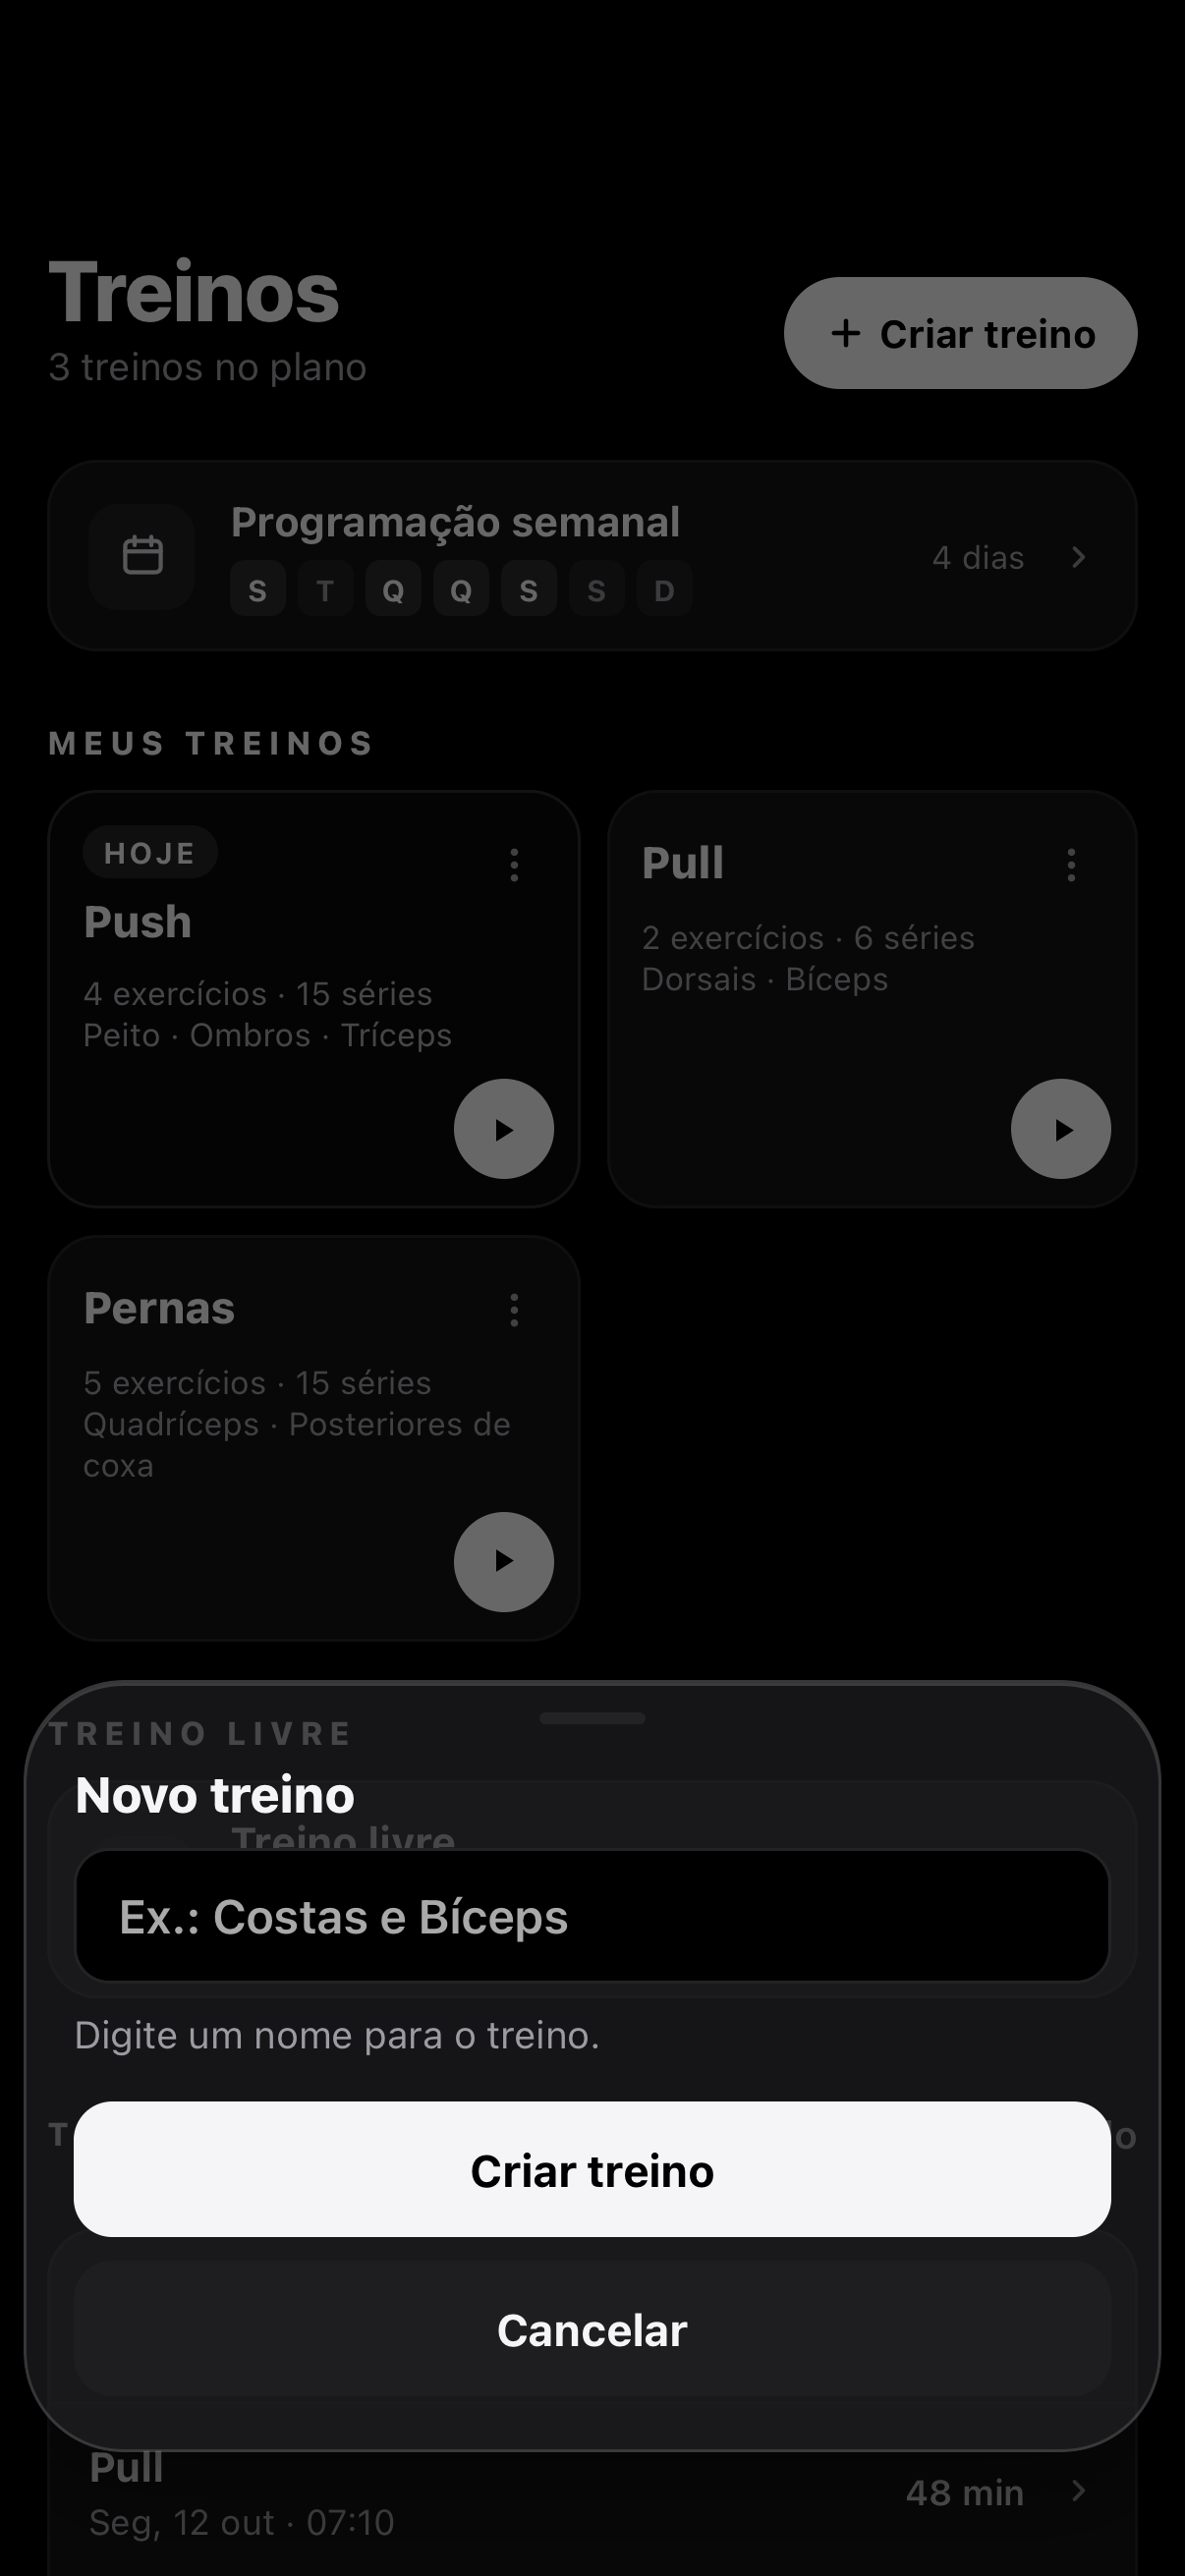 Treinos
3 treinos no plano
+ Criar treino
Programação semanal
S T Q Q S S D
4 dias
MEUS TREINOS
HOJE
Push
4 exercícios · 15 séries
Peito · Ombros · Tríceps
Pull
2 exercícios · 6 séries
Dorsais · Bíceps
Pernas
5 exercícios · 15 séries
Quadríceps · Posteriores de
coxa
TREINO LIVRE
Novo treino
Treino livre
Ex.: Costas e Bíceps
Digite um nome para o treino.
Criar treino
Cancelar
Pull
Seg, 12 out · 07:10
48 min